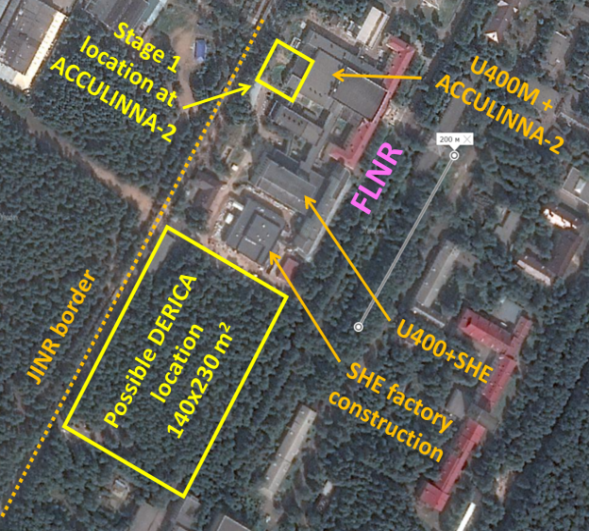 Stage 1
location at
ACCULINNA-2
U400M +
ACCULINNA-2
200 м
FLNR
JINR border
Possible DERICA
location
140x230 m²
U400+SHE
SHE factory
construction